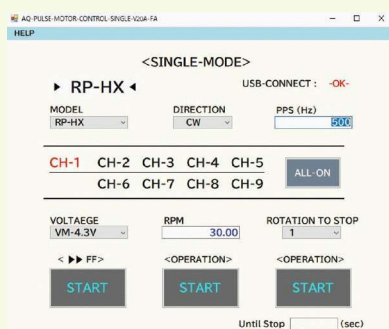 AQ-PULSE-MOTOR-CONTROL-SINGLE-V20A-FA
HELP
<SINGLE-MODE>
▶ RP-HX ◀ USB-CONNECT : -OK-
MODEL DIRECTION PPS (Hz)
RP-HX CW 500
CH-1 CH-2 CH-3 CH-4 CH-5
CH-6 CH-7 CH-8 CH-9
ALL-ON
VOLTAEGE RPM ROTATION TO STOP
VM-4.3V 30.00 1
< ▶▶ FF> <OPERATION> <OPERATION>
START START START
Until Stop (sec)